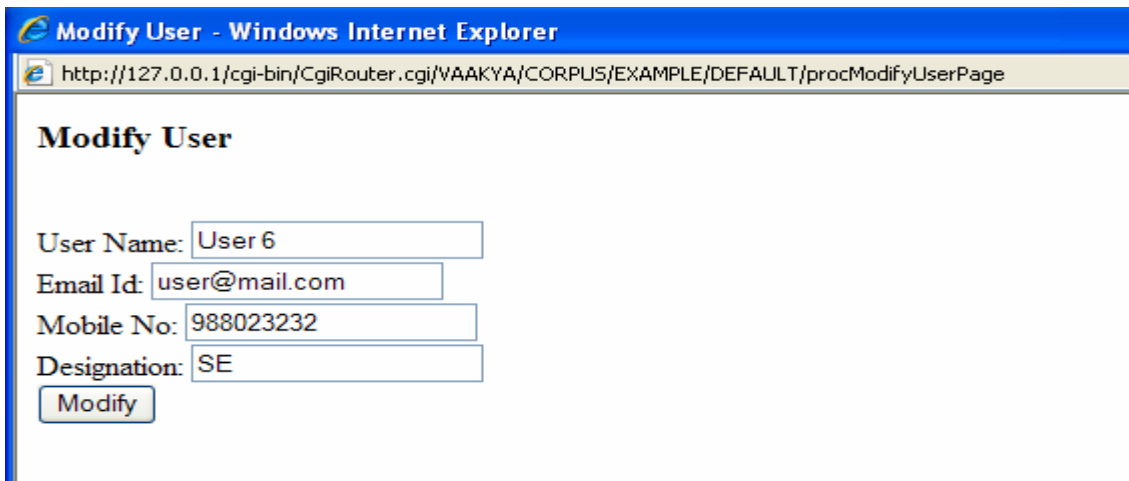 Modify User - Windows Internet Explorer
http://127.0.0.1/cgi-bin/CgiRouter.cgi/VAAKYA/CORPUS/EXAMPLE/DEFAULT/procModifyUserPage
Modify User
User Name: User 6
Email Id: user@mail.com
Mobile No: 988023232
Designation: SE
Modify